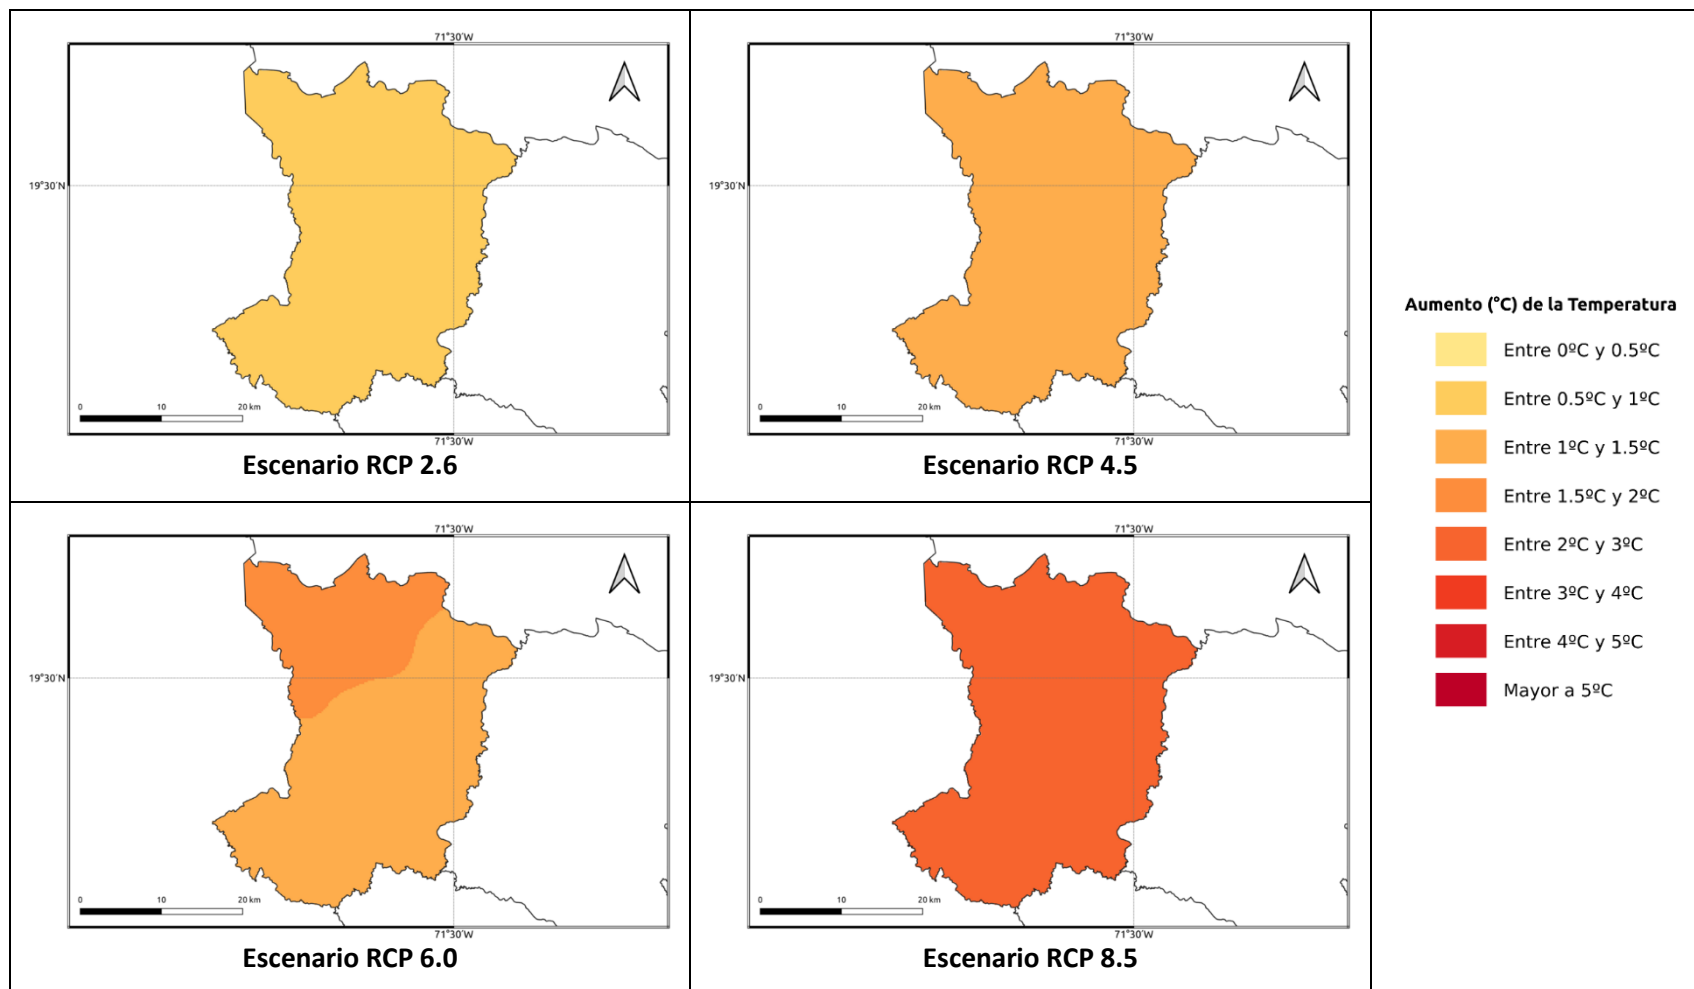 71°30'W
19°30'N
0 10 20 km
71°30'W
Escenario RCP 2.6
71°30'W
19°30'N
0 10 20 km
71°30'W
Escenario RCP 4.5
71°30'W
19°30'N
0 10 20 km
71°30'W
Escenario RCP 6.0
71°30'W
19°30'N
0 10 20 km
71°30'W
Escenario RCP 8.5
Aumento (°C) de la Temperatura
Entre 0ºC y 0.5ºC
Entre 0.5ºC y 1ºC
Entre 1ºC y 1.5ºC
Entre 1.5ºC y 2ºC
Entre 2ºC y 3ºC
Entre 3ºC y 4ºC
Entre 4ºC y 5ºC
Mayor a 5ºC